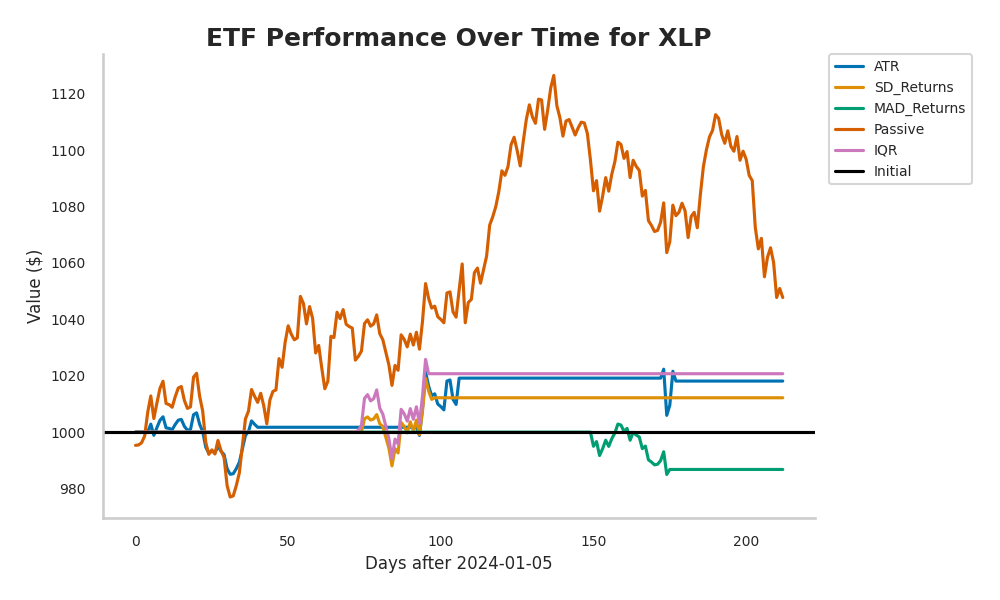 ETF Performance Over Time for XLP
ATR
SD_Returns
MAD_Returns
Passive
IQR
Initial
Value ($)
1120
1100
1080
1060
1040
1020
1000
980
0 50 100 150 200
Days after 2024-01-05